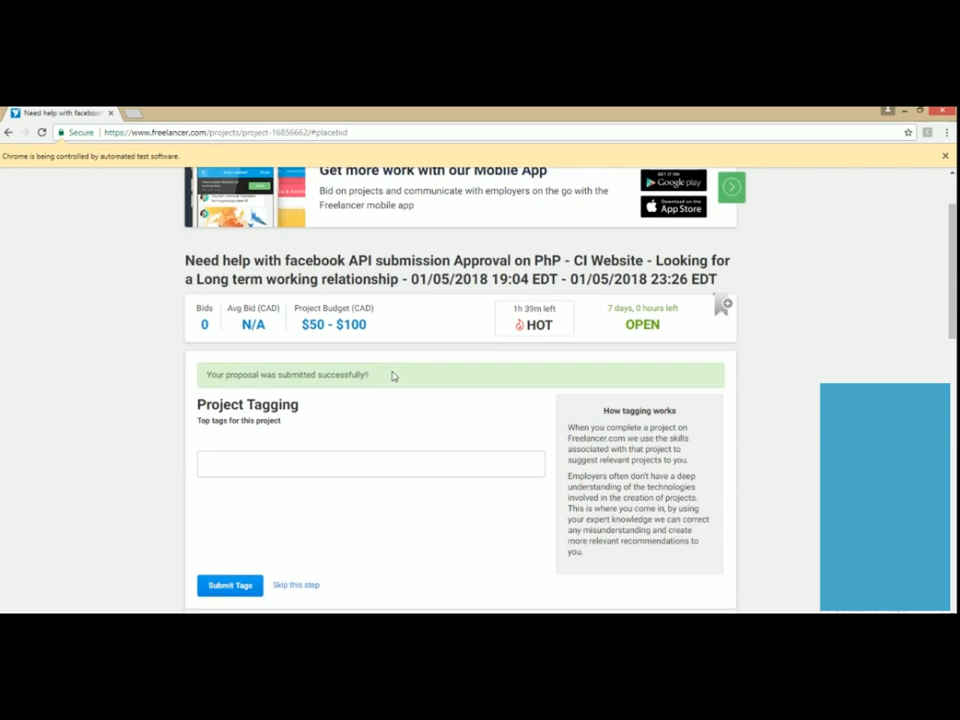 Need help with faceboo
Secure
https://www.freelancer.com/projects/project-16856662/#placebid
Chrome is being controlled by automated test software.
Get more work with our Mobile App
Bid on projects and communicate with employers on the go with the
Freelancer mobile app
GET IT ON
Google play
Download on the
App Store
Need help with facebook API submission Approval on PhP - CI Website - Looking for
a Long term working relationship - 01/05/2018 19:04 EDT - 01/05/2018 23:26 EDT
Bids
0
Avg Bid (CAD)
N/A
Project Budget (CAD)
$50 - $100
1h 39m left
HOT
7 days, 0 hours left
OPEN
Your proposal was submitted successfully!!
Project Tagging
Top tags for this project
How tagging works
When you complete a project on
Freelancer.com we use the skills
associated with that project to
suggest relevant projects to you.
Employers often don't have a deep
understanding of the technologies
involved in the creation of projects.
This is where you come in, by using
your expert knowledge we can correct
any misunderstanding and create
more relevant recommendations to
you.
Submit Tags
Skip this step